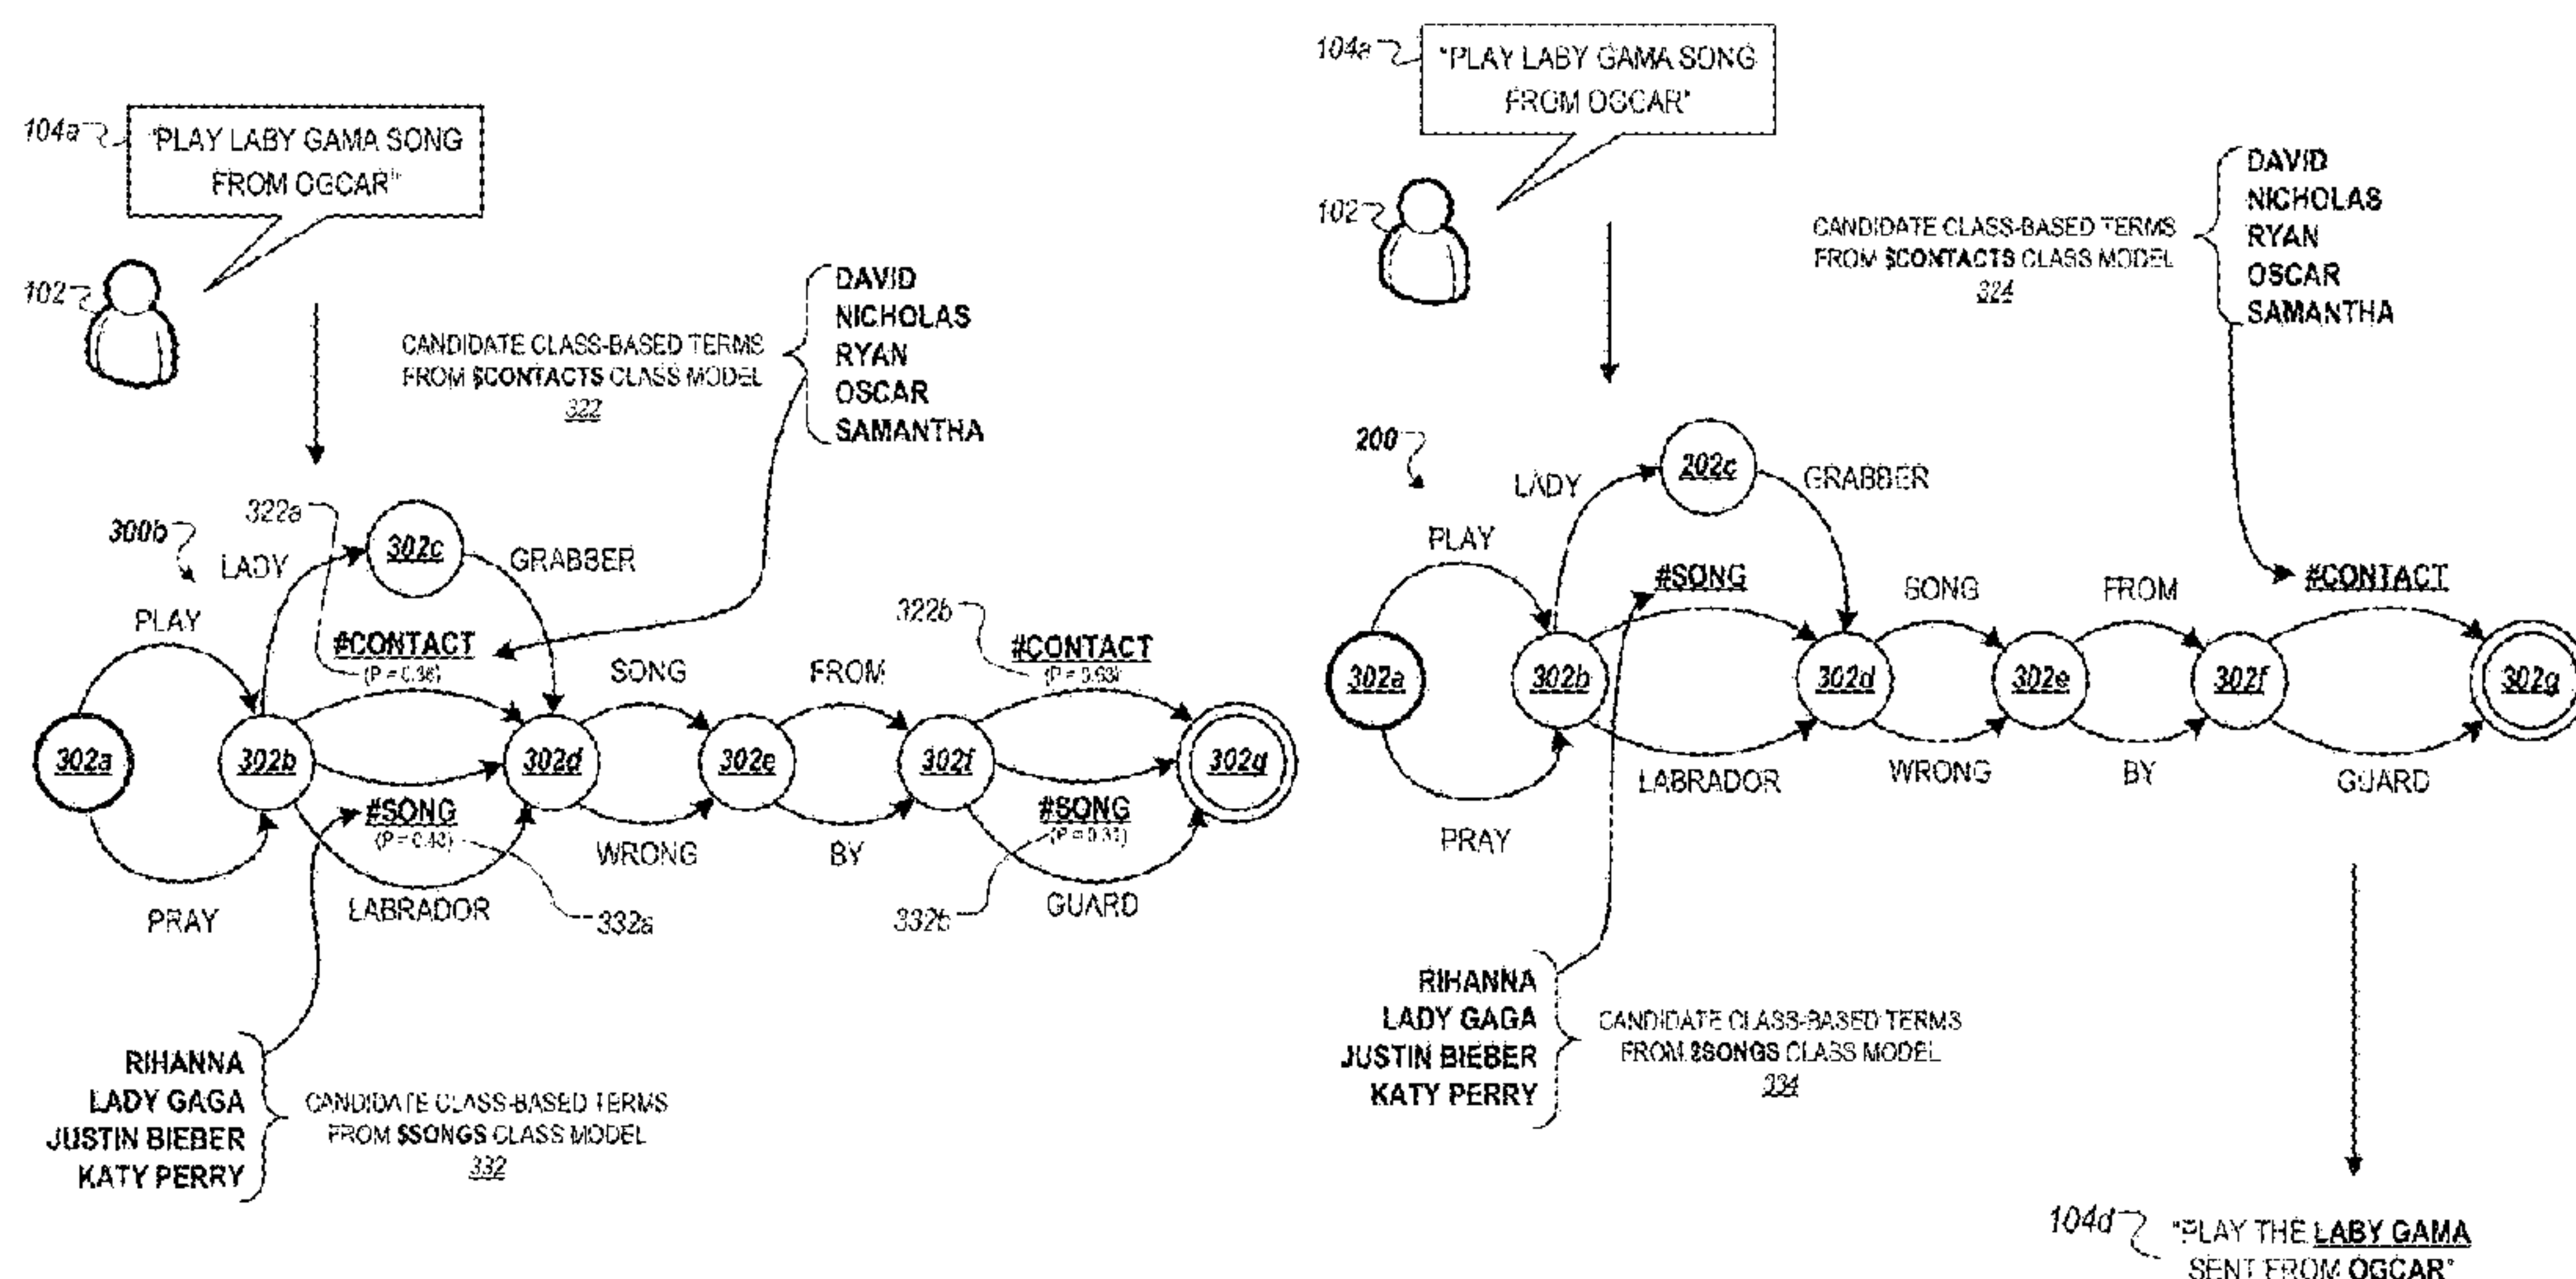 104a
"PLAY LABY GAMA SONG
FROM OGCAR"
102
CANDIDATE CLASS-BASED TERMS
FROM $CONTACTS CLASS MODEL
322
DAVID
NICHOLAS
RYAN
OSCAR
SAMANTHA
300b
322a
LADY
302c
GRABBER
PLAY
#CONTACT
(P = 0.36)
SONG
FROM
322b
#CONTACT
302a
302b
302d
302e
302f
302g
#SONG
WRONG
BY
#SONG
PRAY
LABRADOR
332a
332b
GUARD
RIHANNA
LADY GAGA
JUSTIN BIEBER
KATY PERRY
CANDIDATE CLASS-BASED TERMS
FROM $SONGS CLASS MODEL
332
104a
"PLAY LABY GAMA SONG
FROM OGCAR"
102
CANDIDATE CLASS-BASED TERMS
FROM $CONTACTS CLASS MODEL
324
DAVID
NICHOLAS
RYAN
OSCAR
SAMANTHA
200
LADY
202c
GRABBER
PLAY
#SONG
SONG
FROM
#CONTACT
302a
302b
302d
302e
302f
302g
LABRADOR
WRONG
BY
GUARD
PRAY
RIHANNA
LADY GAGA
JUSTIN BIEBER
KATY PERRY
CANDIDATE CLASS-BASED TERMS
FROM $SONGS CLASS MODEL
334
104d
"PLAY THE LABY GAMA
SENT FROM OGCAR"